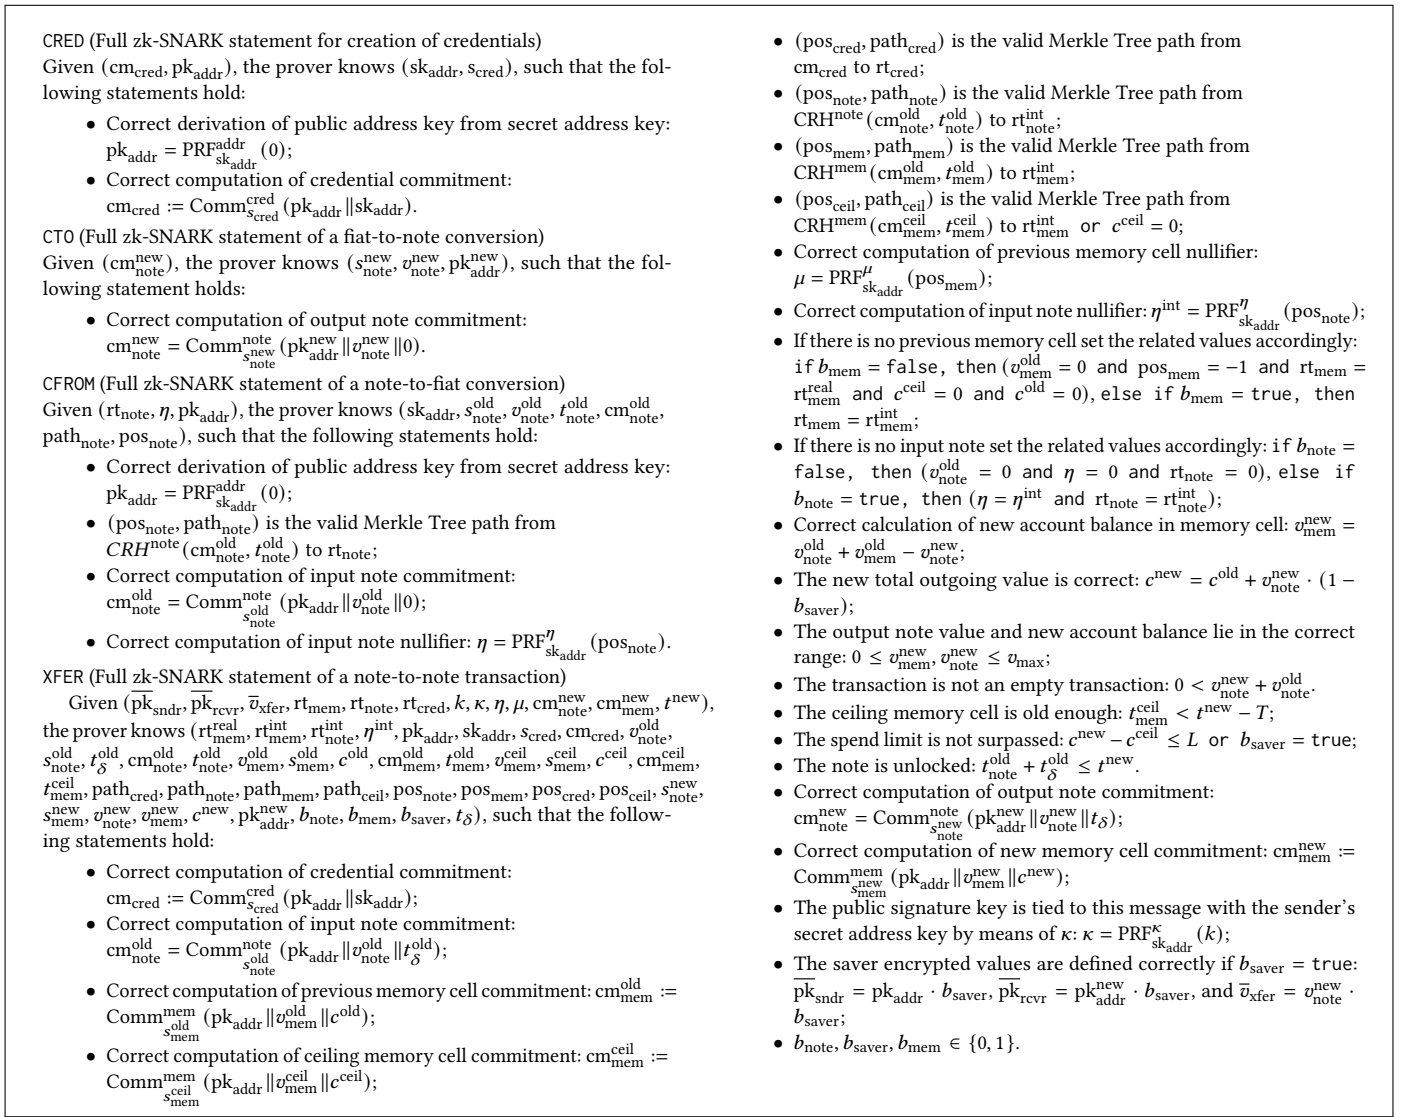 CRED (Full zk-SNARK statement for creation of credentials)
Given (cm_cred, pk_addr), the prover knows (sk_addr, s_cred), such that the fol-
lowing statements hold:
• Correct derivation of public address key from secret address key:
pk_addr = PRF^addr_sk_addr (0);
• Correct computation of credential commitment:
cm_cred := Comm^cred_s_cred (pk_addr∥sk_addr).
CTO (Full zk-SNARK statement of a fiat-to-note conversion)
Given (cm^new_note), the prover knows (s^new_note, v^new_note, pk^new_addr), such that the fol-
lowing statement holds:
• Correct computation of output note commitment:
cm^new_note = Comm^note_s^new_note (pk^new_addr∥v^new_note∥0).
CFROM (Full zk-SNARK statement of a note-to-fiat conversion)
Given (rt_note, η, pk_addr), the prover knows (sk_addr, s^old_note, v^old_note, t^old_note, cm^old_note,
path_note, pos_note), such that the following statements hold:
• Correct derivation of public address key from secret address key:
pk_addr = PRF^addr_sk_addr (0);
• (pos_note, path_note) is the valid Merkle Tree path from
CRH^note(cm^old_note, t^old_note) to rt_note;
• Correct computation of input note commitment:
cm^old_note = Comm^note_s^old_note (pk_addr∥v^old_note∥0);
• Correct computation of input note nullifier: η = PRF^η_sk_addr (pos_note).
XFER (Full zk-SNARK statement of a note-to-note transaction)
Given (p̅k̅_sndr, p̅k̅_rcvr, v̅_xfer, rt_mem, rt_note, rt_cred, k, κ, η, μ, cm^new_note, cm^new_mem, t^new),
the prover knows (rt^real_mem, rt^int_mem, rt^int_note, η^int, pk_addr, sk_addr, s_cred, cm_cred, v^old_note,
s^old_note, t^old_δ, cm^old_note, t^old_note, v^old_mem, s^old_mem, c^old, cm^old_mem, t^old_mem, v^ceil_mem, s^ceil_mem, c^ceil, cm^ceil_mem,
t^ceil_mem, path_cred, path_note, path_mem, path_ceil, pos_note, pos_mem, pos_cred, pos_ceil, s^new_note,
s^new_mem, v^new_note, v^new_mem, c^new, pk^new_addr, b_note, b_mem, b_saver, t_δ), such that the follow-
ing statements hold:
• Correct computation of credential commitment:
cm_cred := Comm^cred_s_cred (pk_addr∥sk_addr);
• Correct computation of input note commitment:
cm^old_note = Comm^note_s^old_note (pk_addr∥v^old_note∥t^old_δ);
• Correct computation of previous memory cell commitment: cm^old_mem :=
Comm^mem_s^old_mem (pk_addr∥v^old_mem∥c^old);
• Correct computation of ceiling memory cell commitment: cm^ceil_mem :=
Comm^mem_s^ceil_mem (pk_addr∥v^ceil_mem∥c^ceil);
• (pos_cred, path_cred) is the valid Merkle Tree path from
cm_cred to rt_cred;
• (pos_note, path_note) is the valid Merkle Tree path from
CRH^note(cm^old_note, t^old_note) to rt^int_note;
• (pos_mem, path_mem) is the valid Merkle Tree path from
CRH^mem(cm^old_mem, t^old_mem) to rt^int_mem;
• (pos_ceil, path_ceil) is the valid Merkle Tree path from
CRH^mem(cm^ceil_mem, t^ceil_mem) to rt^int_mem or c^ceil = 0;
• Correct computation of previous memory cell nullifier:
μ = PRF^μ_sk_addr (pos_mem);
• Correct computation of input note nullifier: η^int = PRF^η_sk_addr (pos_note);
• If there is no previous memory cell set the related values accordingly:
if b_mem = false, then (v^old_mem = 0 and pos_mem = −1 and rt_mem =
rt^real_mem and c^ceil = 0 and c^old = 0), else if b_mem = true, then
rt_mem = rt^int_mem;
• If there is no input note set the related values accordingly: if b_note =
false, then (v^old_note = 0 and η = 0 and rt_note = 0), else if
b_note = true, then (η = η^int and rt_note = rt^int_note);
• Correct calculation of new account balance in memory cell: v^new_mem =
v^old_note + v^old_mem − v^new_note;
• The new total outgoing value is correct: c^new = c^old + v^new_note · (1 −
b_saver);
• The output note value and new account balance lie in the correct
range: 0 ≤ v^new_mem, v^new_note ≤ v_max;
• The transaction is not an empty transaction: 0 < v^new_note + v^old_note.
• The ceiling memory cell is old enough: t^ceil_mem < t^new − T;
• The spend limit is not surpassed: c^new − c^ceil ≤ L or b_saver = true;
• The note is unlocked: t^old_note + t^old_δ ≤ t^new.
• Correct computation of output note commitment:
cm^new_note = Comm^note_s^new_note (pk^new_addr∥v^new_note∥t_δ);
• Correct computation of new memory cell commitment: cm^new_mem :=
Comm^mem_s^new_mem (pk_addr∥v^new_mem∥c^new);
• The public signature key is tied to this message with the sender's
secret address key by means of κ: κ = PRF^κ_sk_addr (k);
• The saver encrypted values are defined correctly if b_saver = true:
p̅k̅_sndr = pk_addr · b_saver, p̅k̅_rcvr = pk^new_addr · b_saver, and v̅_xfer = v^new_note ·
b_saver;
• b_note, b_saver, b_mem ∈ {0, 1}.